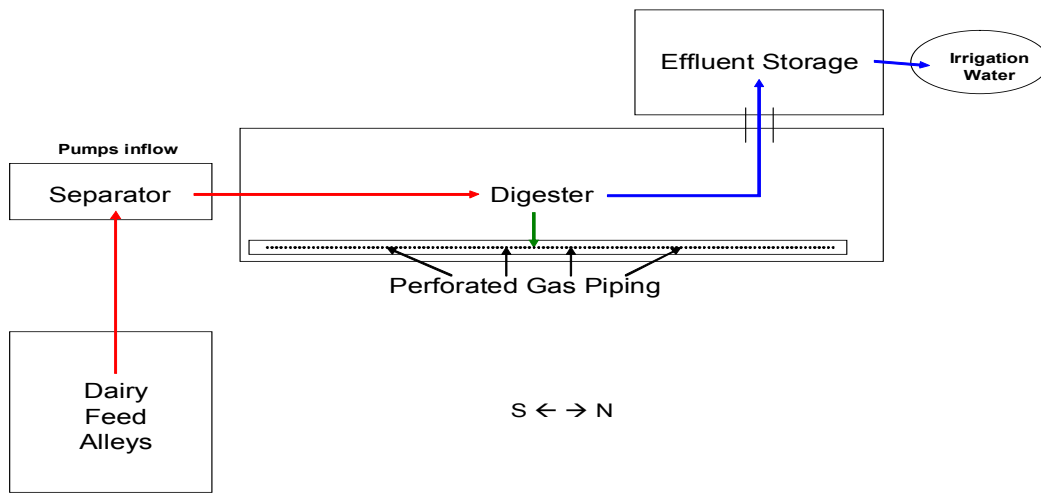 Effluent Storage
Irrigation
Water
Pumps inflow
Separator
Digester
Perforated Gas Piping
Dairy
Feed
Alleys
S ← → N